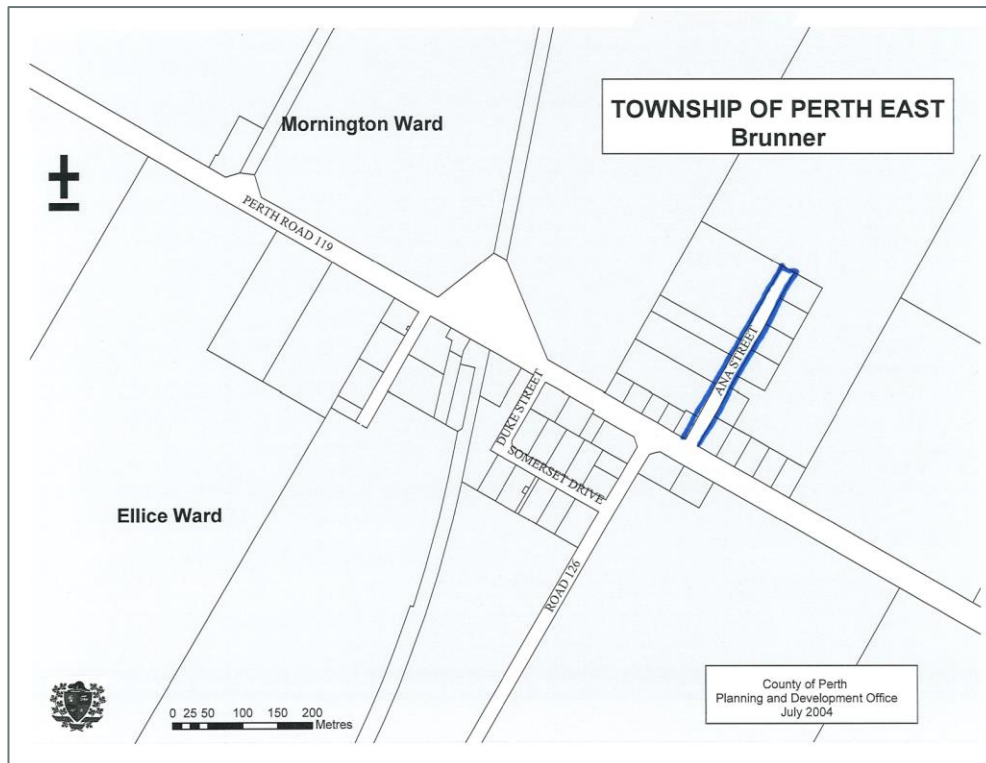 TOWNSHIP OF PERTH EAST
Brunner
Mornington Ward
PERTH ROAD 119
ANA STREET
DUKE STREET
SOMERSET DRIVE
Ellice Ward
ROAD 126
0 25 50 100 150 200
Metres
County of Perth
Planning and Development Office
July 2004